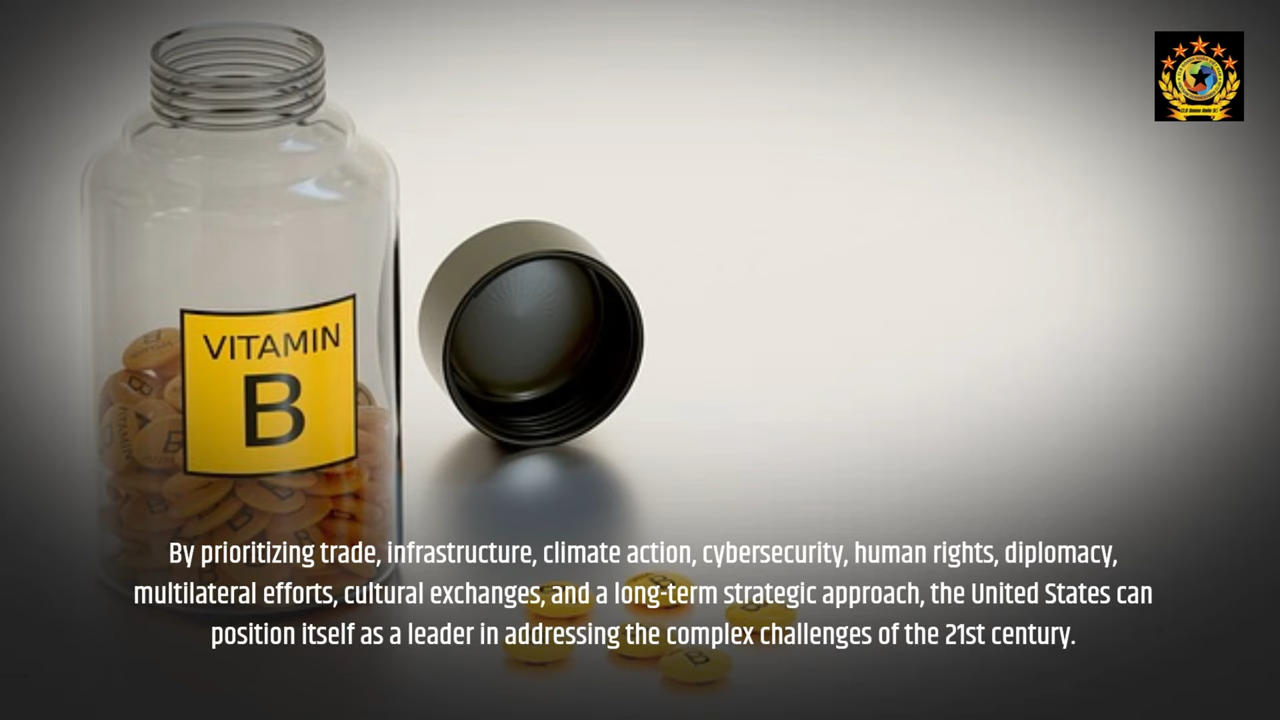 VITAMIN
B
By prioritizing trade, infrastructure, climate action, cybersecurity, human rights, diplomacy,
multilateral efforts, cultural exchanges, and a long-term strategic approach, the United States can
position itself as a leader in addressing the complex challenges of the 21st century.